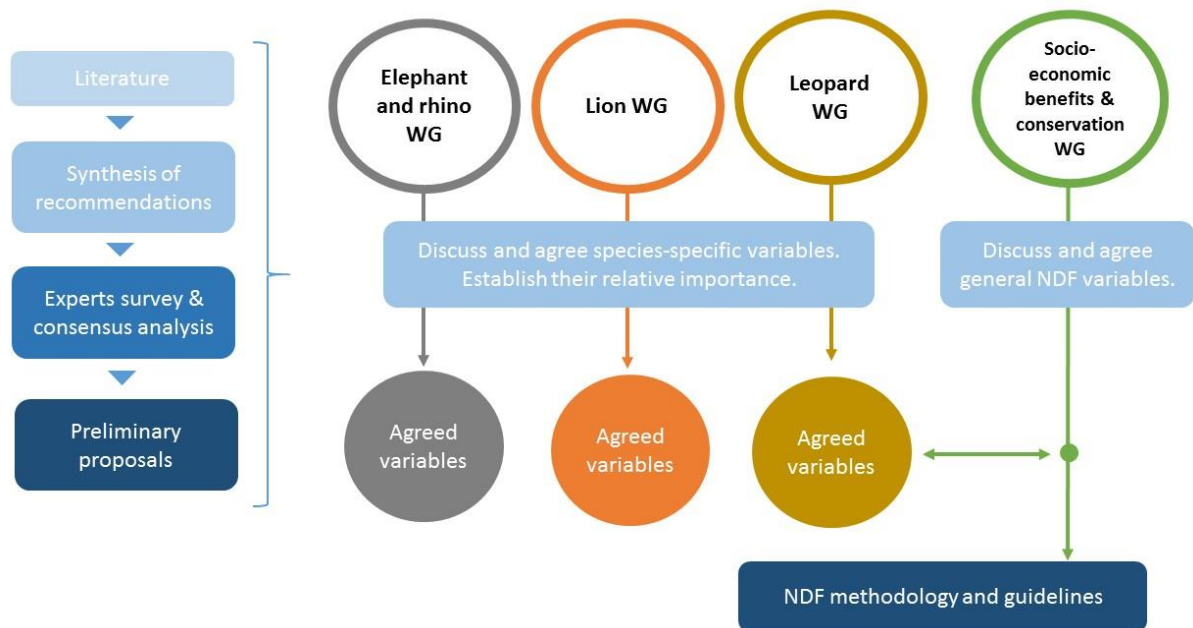 Literature
Synthesis of
recommendations
Experts survey &
consensus analysis
Preliminary
proposals
Elephant
and rhino
WG
Lion WG
Leopard
WG
Socio-
economic
benefits &
conservation
WG
Discuss and agree species-specific variables.
Establish their relative importance.
Discuss and agree
general NDF variables.
Agreed
variables
Agreed
variables
Agreed
variables
NDF methodology and guidelines